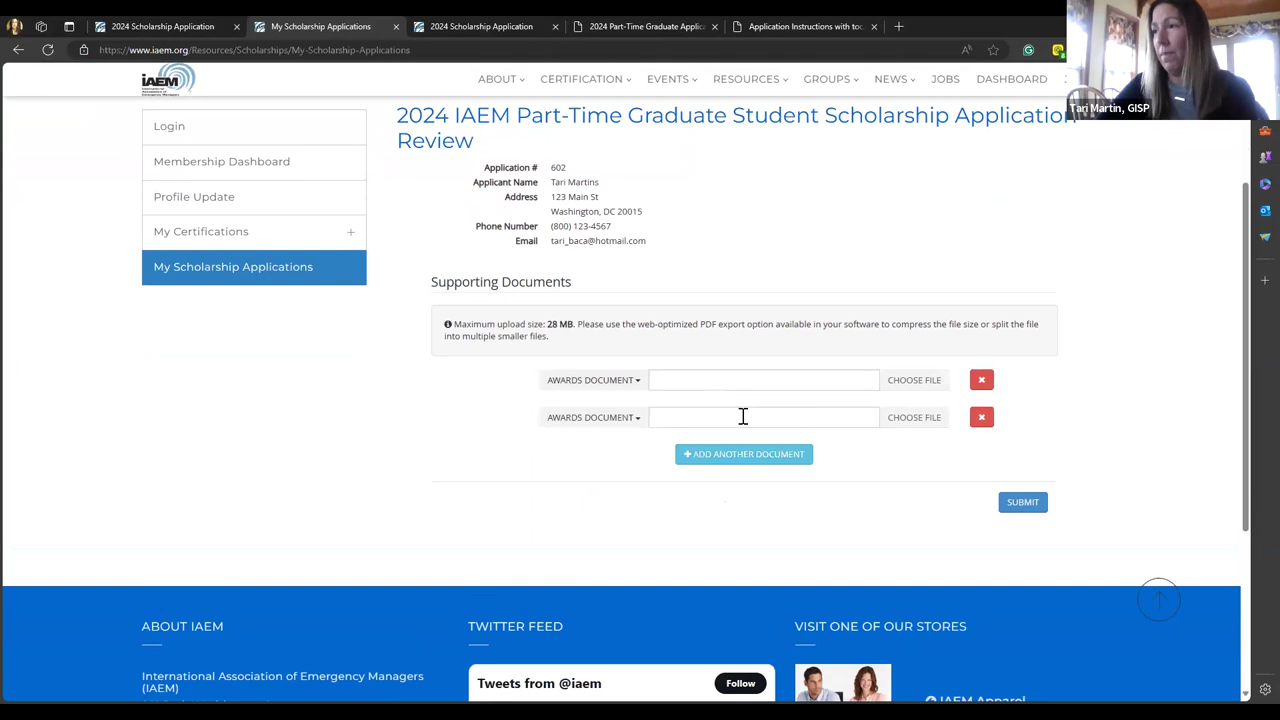 2024 Scholarship Application
My Scholarship Applications
2024 Scholarship Application
2024 Part-Time Graduate Applic
Application Instructions with toc
https://www.iaem.org/Resources/Scholarships/My-Scholarship-Applications
IAEM
ABOUT
CERTIFICATION
EVENTS
RESOURCES
GROUP
NEWS
JOBS
DASHBOARD
Tari Martin, GISP
Login
Membership Dashboard
Profile Update
My Certifications
My Scholarship Applications
2024 IAEM Part-Time Graduate Student Scholarship Application
Review
Application # 602
Applicant Name Tari Martins
Address 123 Main St
Washington, DC 20015
Phone Number (800) 123-4567
Email tari_baca@hotmail.com
Supporting Documents
Maximum upload size: 28 MB. Please use the web-optimized PDF export option available in your software to compress the file size or split the file
into multiple smaller files.
AWARDS DOCUMENT CHOOSE FILE
AWARDS DOCUMENT CHOOSE FILE
+ ADD ANOTHER DOCUMENT
SUBMIT
ABOUT IAEM
International Association of Emergency Managers
(IAEM)
TWITTER FEED
Tweets from @iaem
Follow
VISIT ONE OF OUR STORES
IAEM Apparel